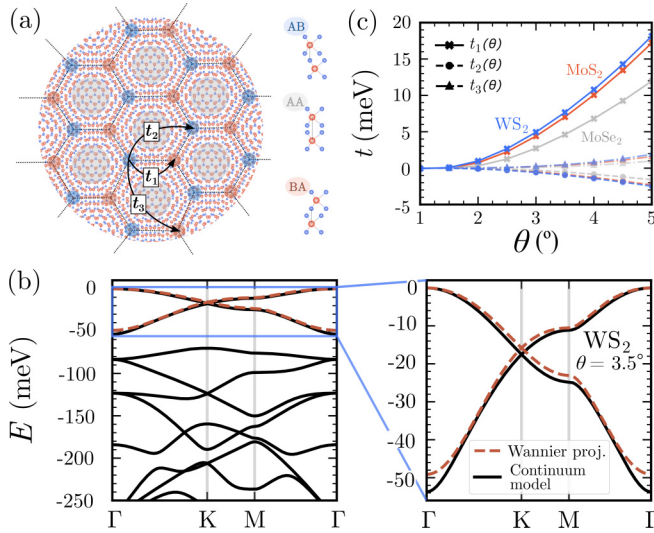 (a)
AB
AA
BA
t₂
t₁
t₃
(c)
t (meV)
20
15
10
5
0
-5
t₁(θ)
t₂(θ)
t₃(θ)
MoS₂
WS₂
MoSe₂
1 2 3 4 5
θ (º)
(b)
E (meV)
0
-50
-100
-150
-200
-250
Γ K M Γ
0
-10
-20
-30
-40
-50
WS₂
θ = 3.5°
Wannier proj.
Continuum
model
Γ K M Γ